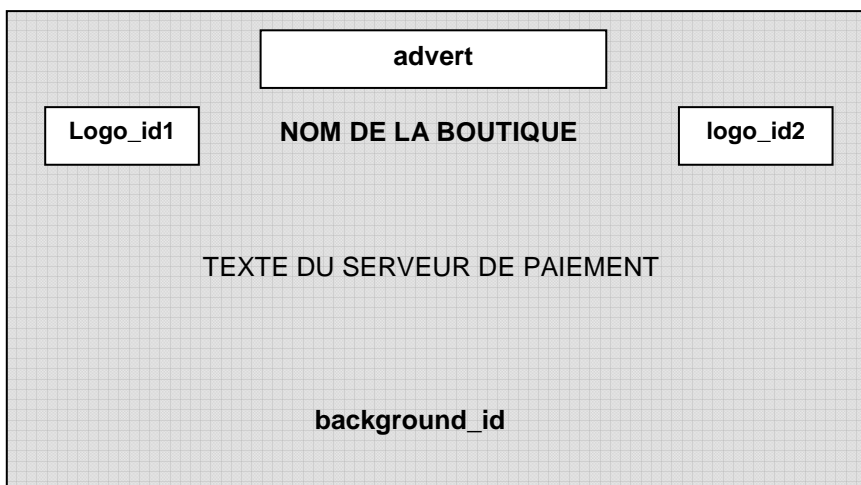 advert
Logo_id1 NOM DE LA BOUTIQUE logo_id2
TEXTE DU SERVEUR DE PAIEMENT
background_id